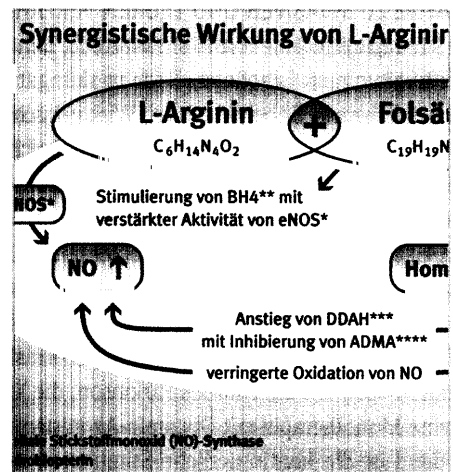 Synergistische Wirkung von L-Arginin
L-Arginin
+
Folsä
C6H14N4O2
C19H19N
Stimulierung von BH4** mit
verstärkter Aktivität von eNOS*
NOS*
NO ↑
Hom
Anstieg von DDAH***
mit Inhibierung von ADMA****
verringerte Oxidation von NO
Stickstoffmonoxid (NO)-Synthase